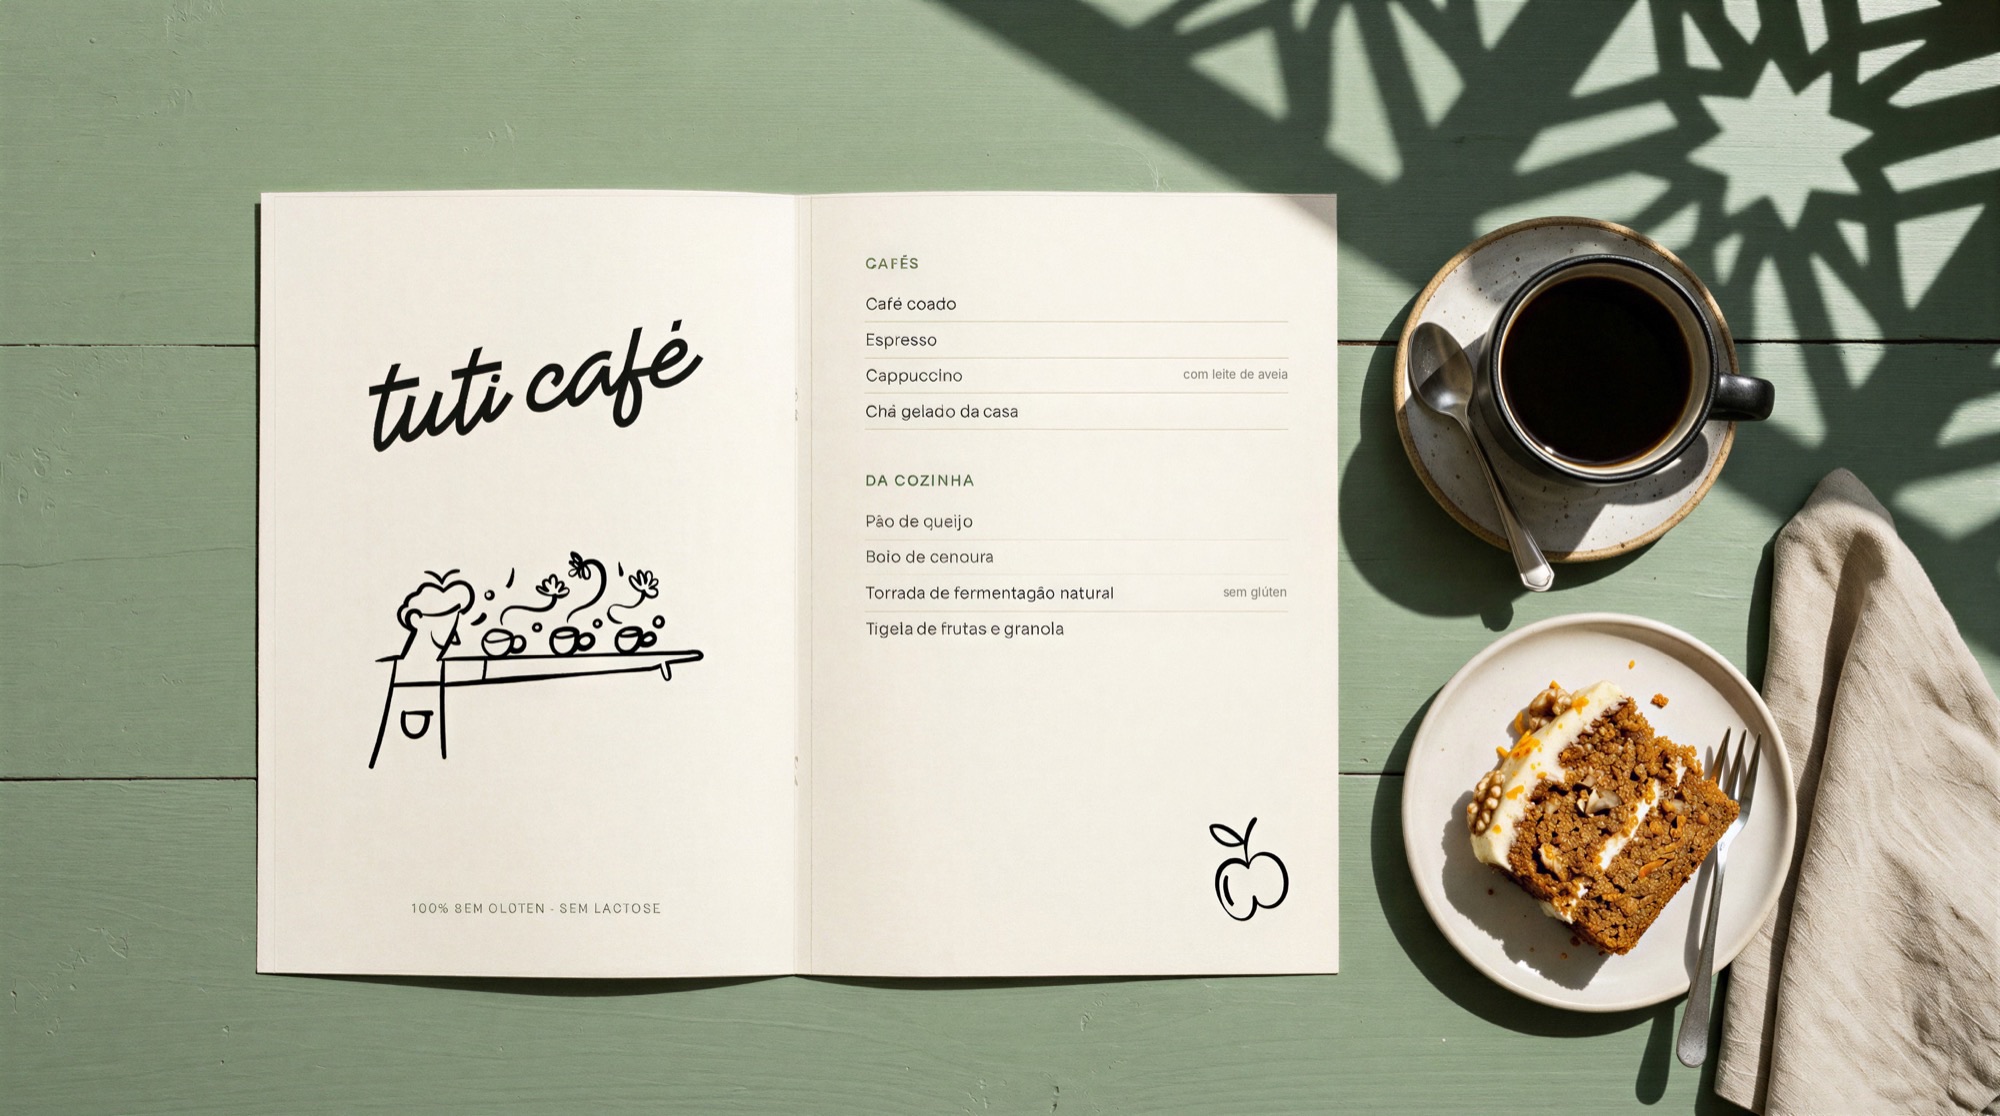 tuti café
100% SEM OLOTEN - SEM LACTOSE
CAFÉS
Café coado
Espresso
Cappuccino com leite de aveia
Chá gelado da casa
DA COZINHA
Pão de queijo
Boio de cenoura
Torrada de fermentagão natural sem glúten
Tigela de frutas e granola